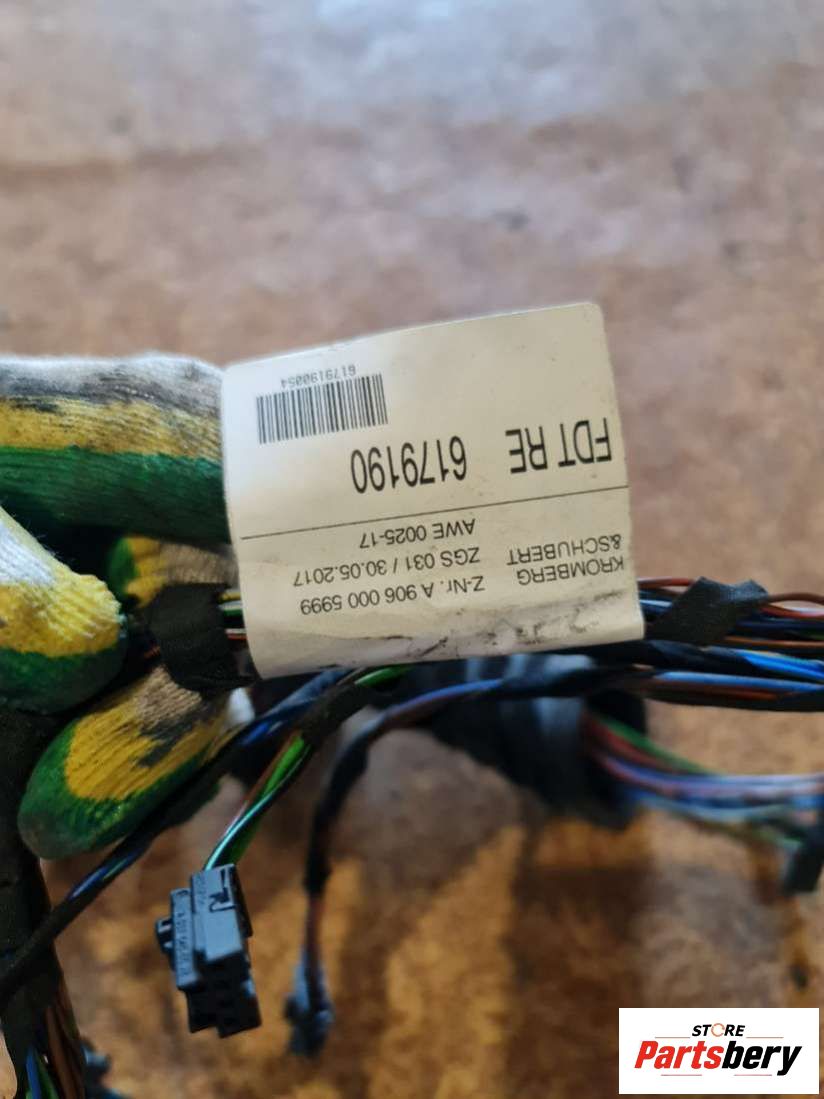 KROMBERG
&SCHUBERT
Z-Nr. A 906 000 5999
ZGS 031 / 30.05.2017
AWE 0025-17
FDT RE 6179190
6179190054
STORE
Partsbery